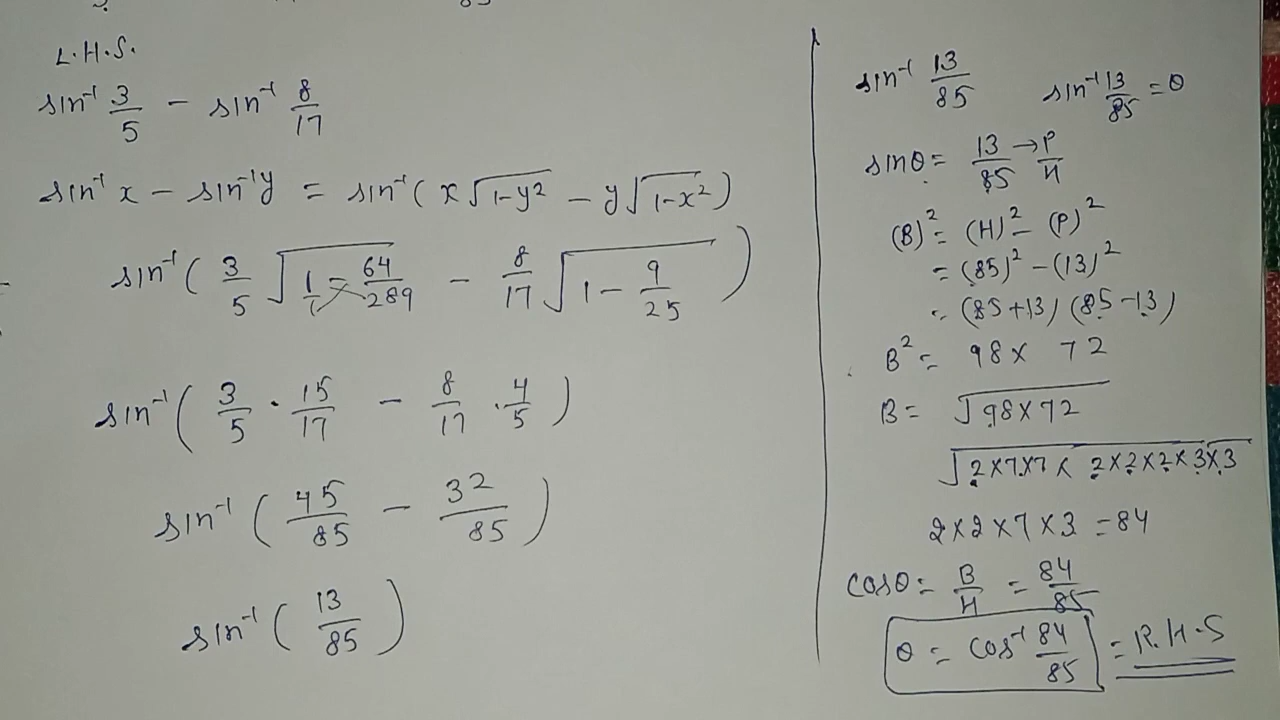 L.H.S.
sin⁻¹ 3/5 − sin⁻¹ 8/17
sin⁻¹ x − sin⁻¹ y = sin⁻¹ ( x √(1−y²) − y √(1−x²) )
sin⁻¹ ( 3/5 √(1/1 − 64/289) − 8/17 √(1 − 9/25) )
sin⁻¹ ( 3/5 · 15/17 − 8/17 · 4/5 )
sin⁻¹ ( 45/85 − 32/85 )
sin⁻¹ ( 13/85 )
sin⁻¹ 13/85 sin⁻¹ 13/85 = θ
sinθ = 13/85 → P/H
(B)² = (H)² − (P)²
= (85)² − (13)²
= (85+13) (85−13)
B² = 98 × 72
B = √(98×72)
√(2×7×7 × 2×2×2×3×3)
2×2×7×3 = 84
cosθ = B/H = 84/85
θ = cos⁻¹ 84/85 = R.H.S